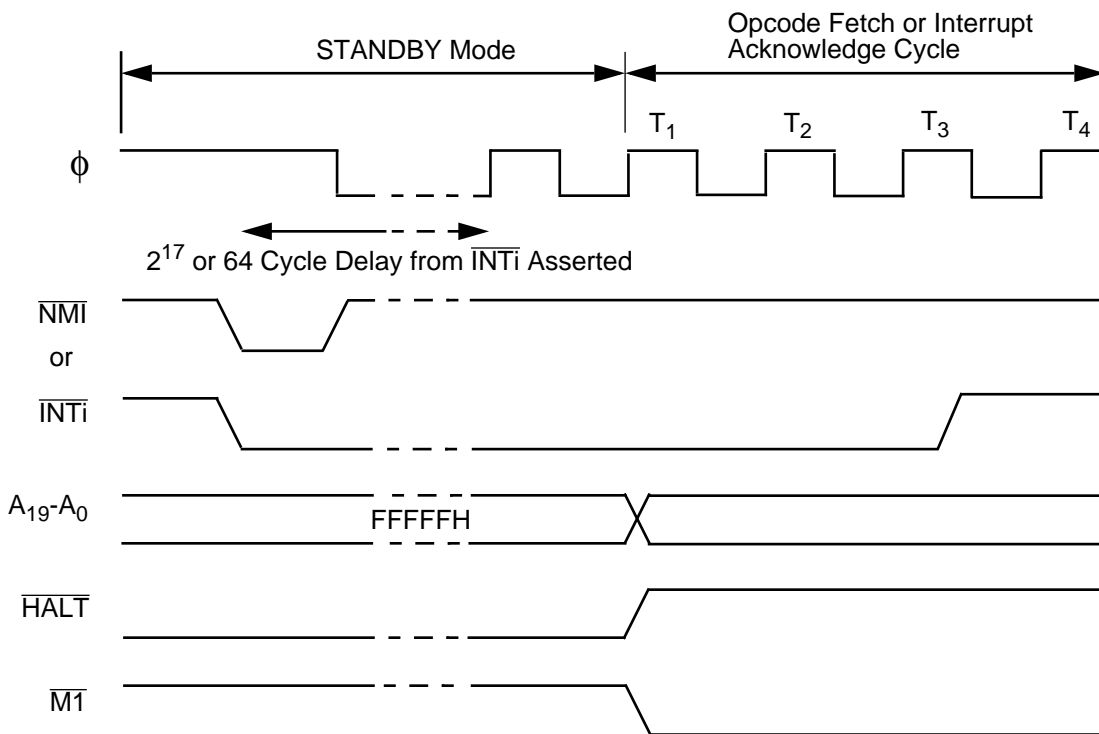 Opcode Fetch or Interrupt
STANDBY Mode
Acknowledge Cycle
T1 T2 T3 T4
ϕ
2^17 or 64 Cycle Delay from INTi Asserted
NMI
or
INTi
A19-A0
FFFFFH
HALT
M1